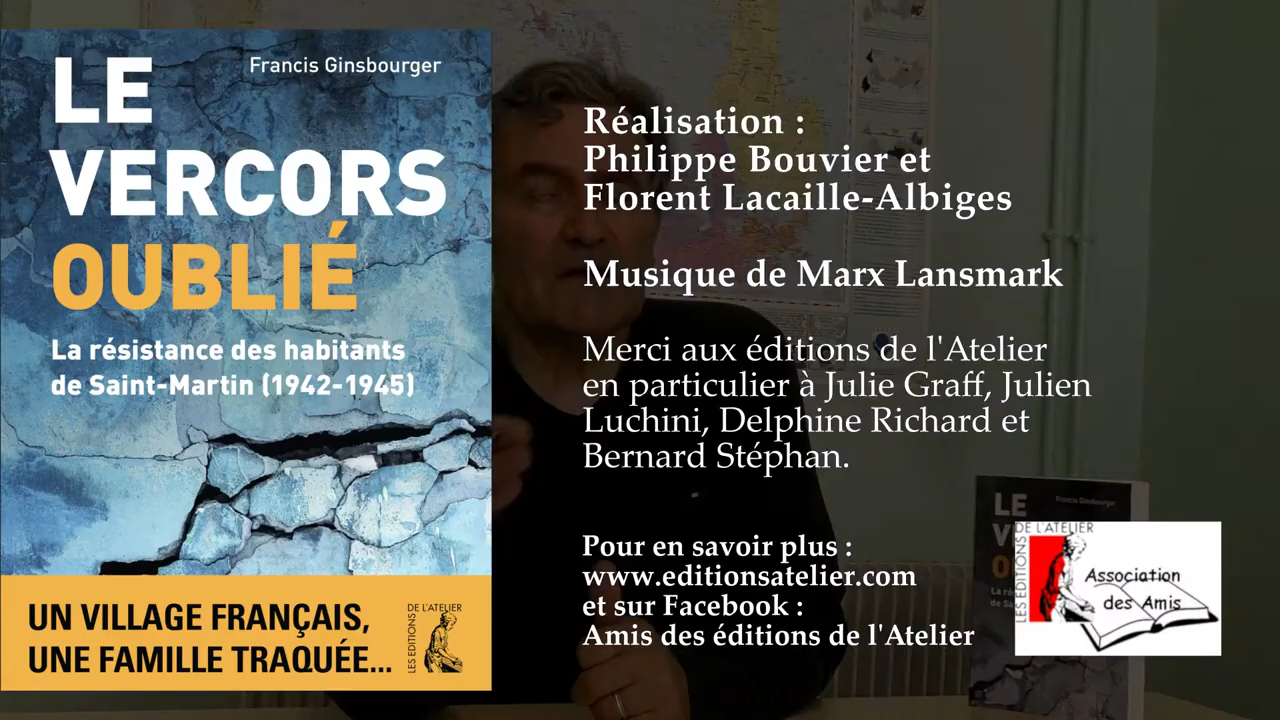 Francis Ginsbourger
LE
VERCORS
OUBLIÉ
La résistance des habitants
de Saint-Martin (1942-1945)
UN VILLAGE FRANÇAIS,
UNE FAMILLE TRAQUÉE...
LES EDITIONS
DE L'ATELIER
Réalisation :
Philippe Bouvier et
Florent Lacaille-Albiges
Musique de Marx Lansmark
Merci aux éditions de l'Atelier
en particulier à Julie Graff, Julien
Luchini, Delphine Richard et
Bernard Stéphan.
Pour en savoir plus :
www.editionsatelier.com
et sur Facebook :
Amis des éditions de l'Atelier
Francis Ginsbourger
LE
LES EDITIONS
DE L'ATELIER
Association
des Amis